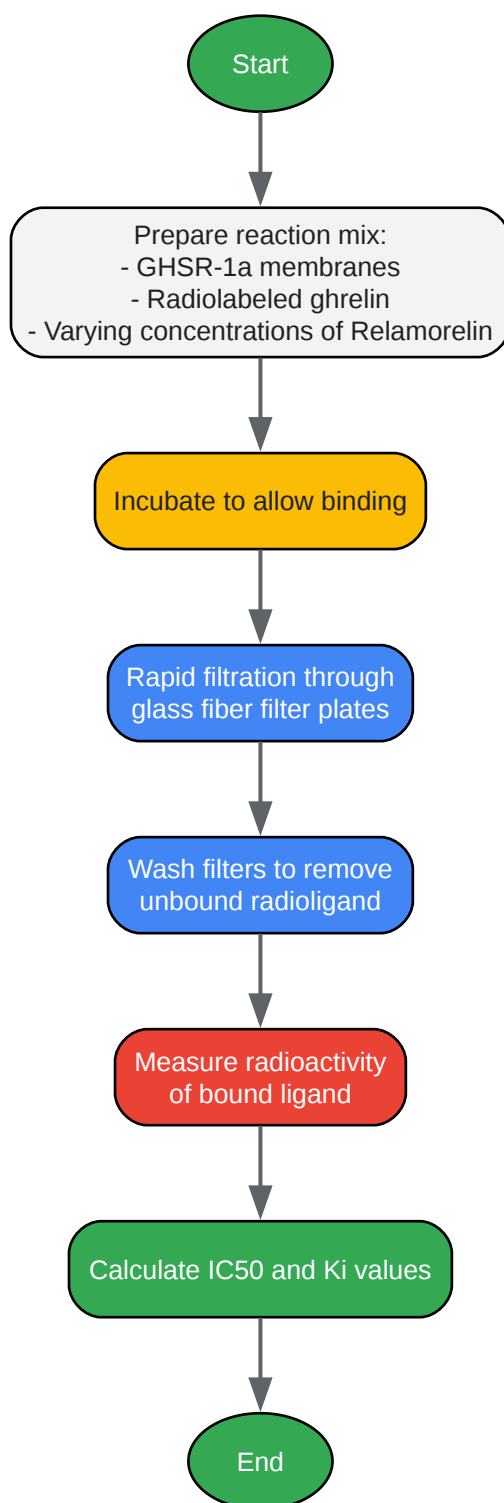 Start
Prepare reaction mix:
- GHSR-1a membranes
- Radiolabeled ghrelin
- Varying concentrations of Relamorelin
Incubate to allow binding
Rapid filtration through
glass fiber filter plates
Wash filters to remove
unbound radioligand
Measure radioactivity
of bound ligand
Calculate IC50 and Ki values
End